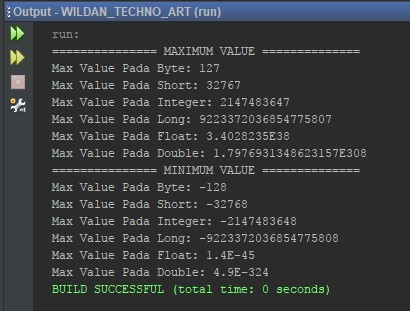 Output - WILDAN_TECHNO_ART (run)
run:
=============== MAXIMUM VALUE ==============
Max Value Pada Byte: 127
Max Value Pada Short: 32767
Max Value Pada Integer: 2147483647
Max Value Pada Long: 9223372036854775807
Max Value Pada Float: 3.4028235E38
Max Value Pada Double: 1.7976931348623157E308
=============== MINIMUM VALUE ==============
Max Value Pada Byte: -128
Max Value Pada Short: -32768
Max Value Pada Integer: -2147483648
Max Value Pada Long: -9223372036854775808
Max Value Pada Float: 1.4E-45
Max Value Pada Double: 4.9E-324
BUILD SUCCESSFUL (total time: 0 seconds)